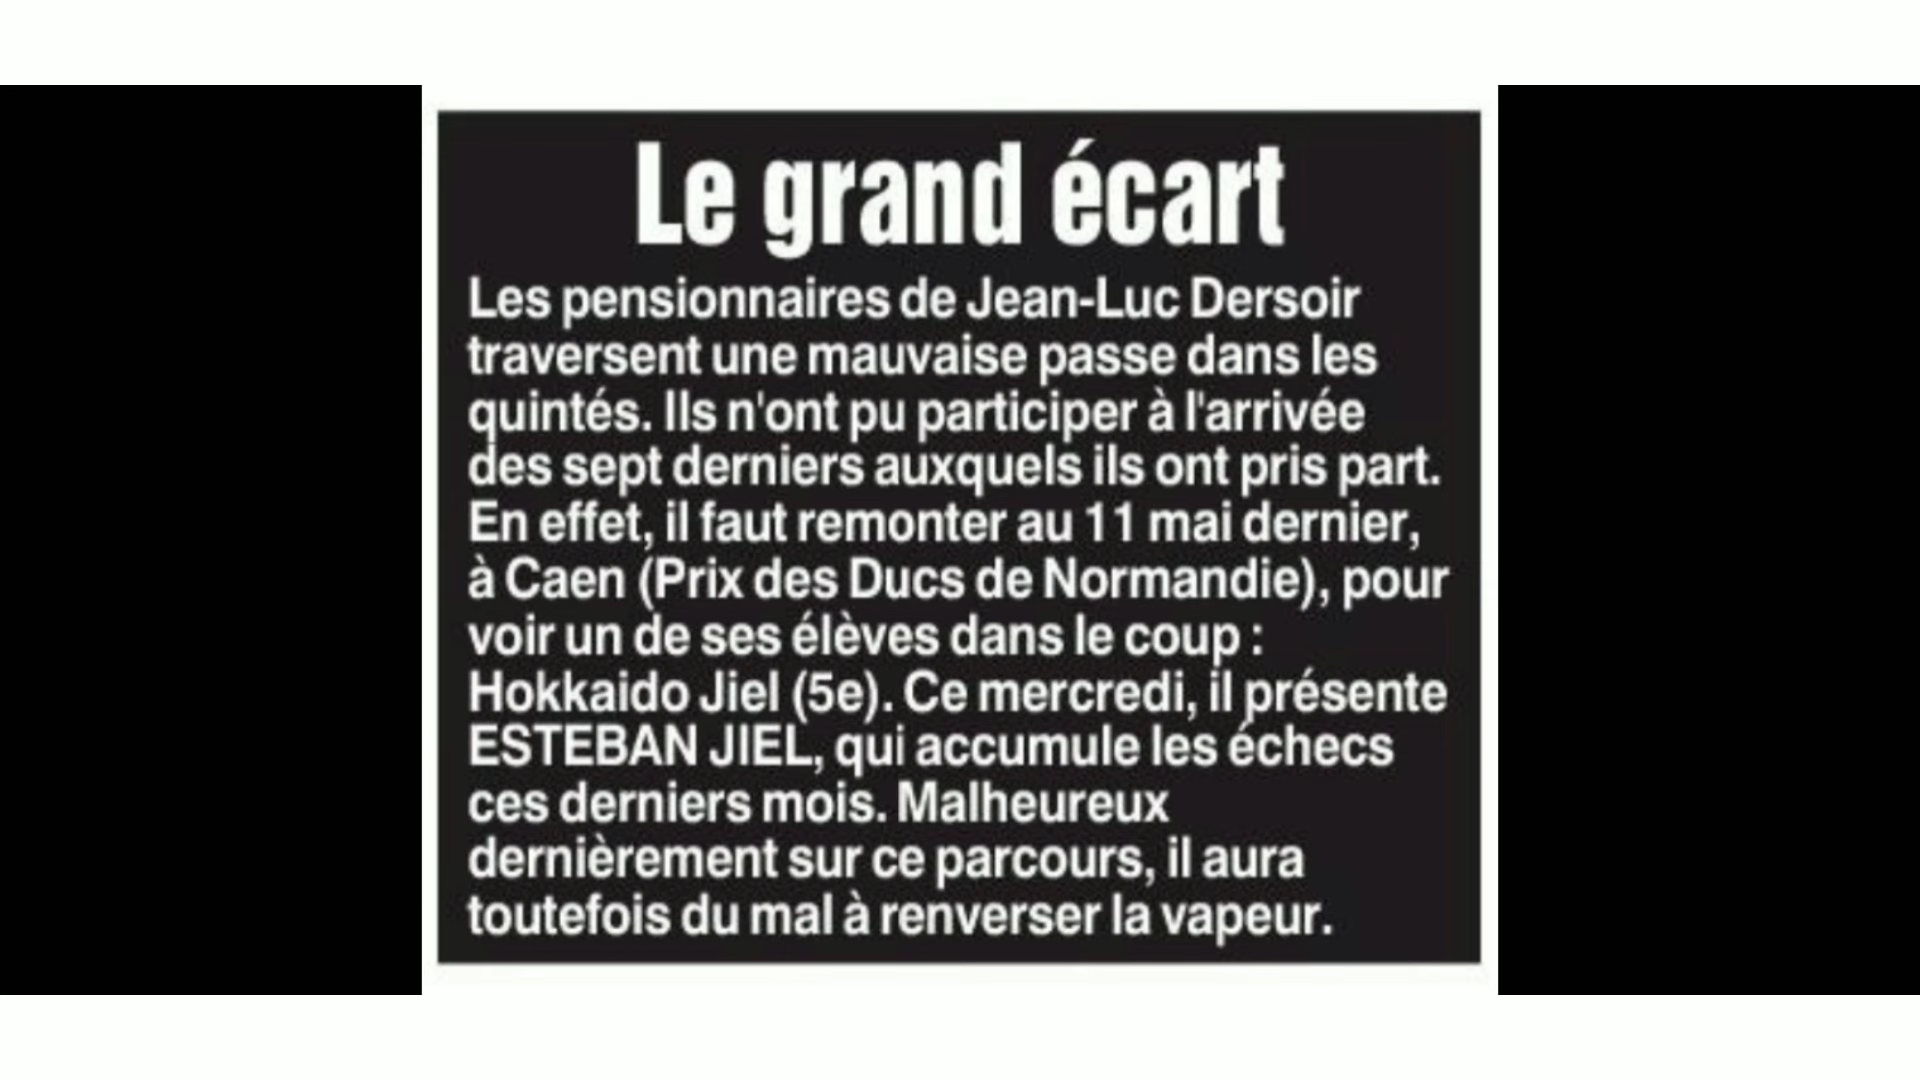 Le grand écart
Les pensionnaires de Jean-Luc Dersoir
traversent une mauvaise passe dans les
quintés. Ils n'ont pu participer à l'arrivée
des sept derniers auxquels ils ont pris part.
En effet, il faut remonter au 11 mai dernier,
à Caen (Prix des Ducs de Normandie), pour
voir un de ses élèves dans le coup :
Hokkaido Jiel (5e). Ce mercredi, il présente
ESTEBAN JIEL, qui accumule les échecs
ces derniers mois. Malheureux
dernièrement sur ce parcours, il aura
toutefois du mal à renverser la vapeur.